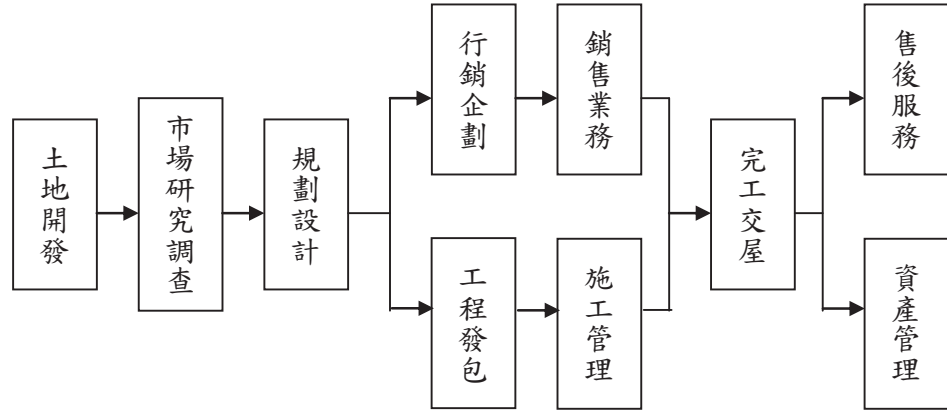 土地開發
市場研究調查
規劃設計
行銷企劃
銷售業務
工程發包
施工管理
完工交屋
售後服務
資產管理